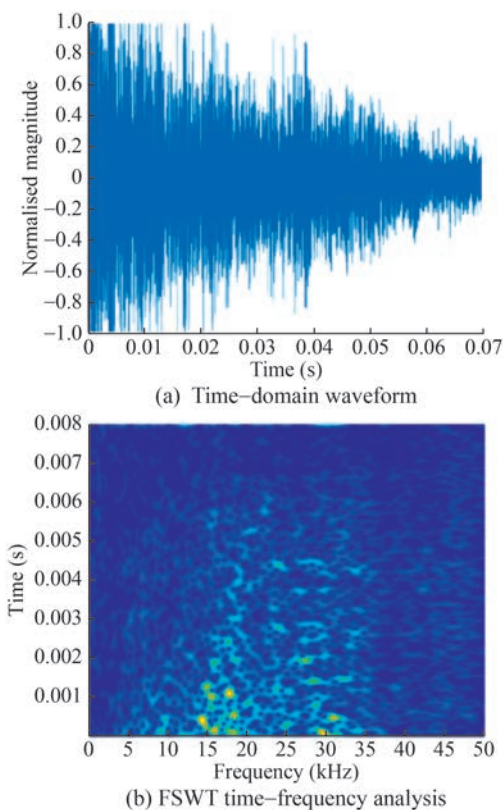 1.0
0.8
0.6
0.4
0.2
0
−0.2
−0.4
−0.6
−0.8
−1.0
Normalised magnitude
0 0.01 0.02 0.03 0.04 0.05 0.06 0.07
Time (s)
(a) Time−domain waveform
0.008
0.007
0.006
0.005
0.004
0.003
0.002
0.001
Time (s)
0 5 10 15 20 25 30 35 40 45 50
Frequency (kHz)
(b) FSWT time−frequency analysis